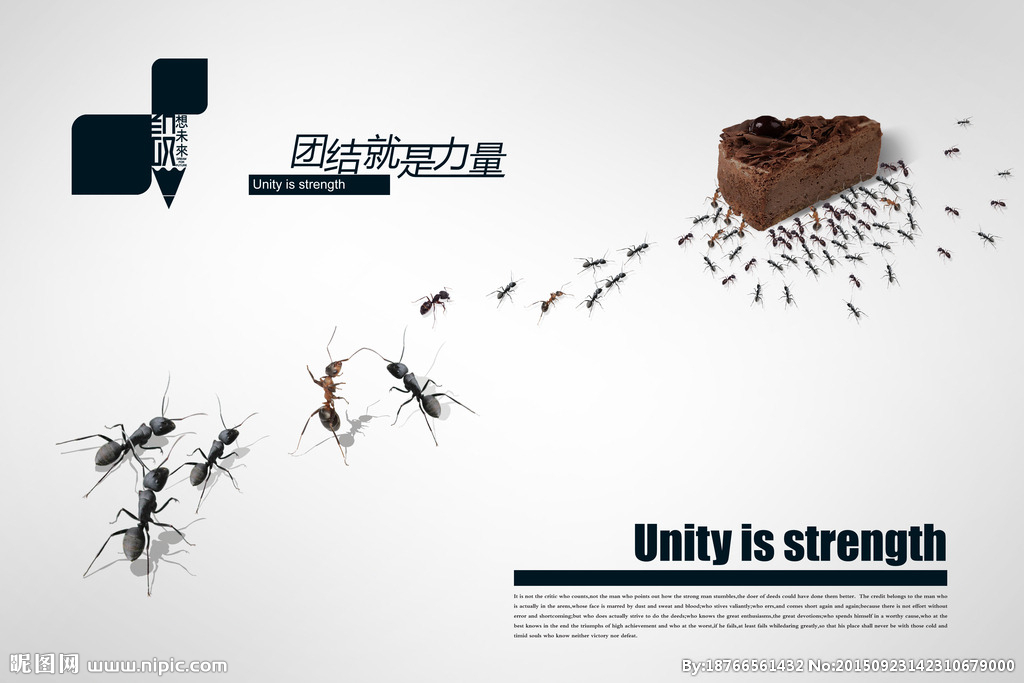 想未來
团结就是力量
Unity is strength
Unity is strength
It is not the critic who counts,not the man who points out how the strong man stumbles,the doer of deeds could have done them better. The credit belongs to the man who
is actually in the arens,whose face is marred by dust and sweat and blood;who stives valiantly;who errs,and comes short again and again;because there is not effort without
error and shortcoming;but who does actually strive to do the deeds;who knows the great enthusiasms,the great devotions;who spends himself in a worthy cause,who at the
best knows in the end the triumphs of high achievement and who at the worst,if he fails,at least fails whiledaring greatly,so that his place shall never be with those cold and
timid souls who know neither victory nor defeat.
昵图网 www.nipic.com
By:18766561432 No:20150923142310679000